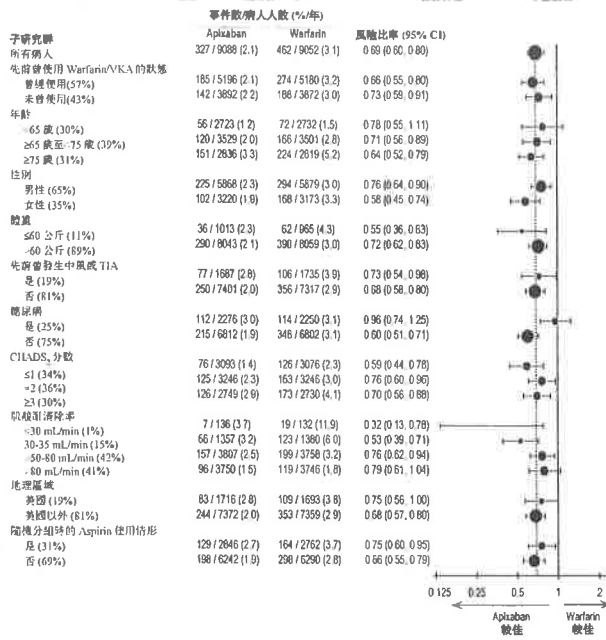 事件數/病人人數 (%/年)
子研究群 Apixaban Warfarin 風險比率 (95% CI)
所有病人 327 / 9088 (2.1) 462 / 9052 (3.1) 0.69 (0.60, 0.80)
先前曾使用 Warfarin/VKA 的狀態
曾經使用(57%) 185 / 5196 (2.1) 274 / 5180 (3.2) 0.66 (0.55, 0.80)
未曾使用(43%) 142 / 3892 (2.2) 188 / 3872 (3.0) 0.73 (0.59, 0.91)
年齡
65 歲 (30%) 56 / 2723 (1.2) 72 / 2732 (1.5) 0.78 (0.55, 1.11)
≥65 歲至 75 歲 (39%) 120 / 3529 (2.0) 166 / 3501 (2.8) 0.71 (0.56, 0.89)
≥75 歲 (31%) 151 / 2836 (3.3) 224 / 2819 (5.2) 0.64 (0.52, 0.79)
性別
男性 (65%) 225 / 5868 (2.3) 294 / 5879 (3.0) 0.76 (0.64, 0.90)
女性 (35%) 102 / 3220 (1.9) 168 / 3173 (3.3) 0.58 (0.45, 0.74)
體重
≤60 公斤 (11%) 36 / 1013 (2.3) 62 / 965 (4.3) 0.55 (0.36, 0.83)
60 公斤 (89%) 290 / 8043 (2.1) 398 / 8059 (3.0) 0.72 (0.62, 0.83)
先前曾發生中風或 TIA
是 (19%) 77 / 1687 (2.8) 106 / 1735 (3.9) 0.73 (0.54, 0.98)
否 (81%) 250 / 7401 (2.0) 356 / 7317 (2.9) 0.68 (0.58, 0.80)
糖尿病
是 (25%) 112 / 2276 (3.0) 114 / 2250 (3.1) 0.96 (0.74, 1.25)
否 (75%) 215 / 6812 (1.9) 348 / 6802 (3.1) 0.60 (0.51, 0.71)
CHADS₂ 分數
≤1 (34%) 76 / 3093 (1.4) 126 / 3076 (2.3) 0.59 (0.44, 0.78)
=2 (36%) 125 / 3246 (2.3) 163 / 3246 (3.0) 0.76 (0.60, 0.96)
≥3 (30%) 126 / 2749 (2.9) 173 / 2730 (4.1) 0.70 (0.56, 0.88)
肌酸酐清除率
<30 mL/min (1%) 7 / 136 (3.7) 19 / 132 (11.9) 0.32 (0.13, 0.78)
30-35 mL/min (15%) 66 / 1357 (3.2) 123 / 1380 (6.0) 0.53 (0.39, 0.71)
50-80 mL/min (42%) 157 / 3807 (2.5) 199 / 3758 (3.2) 0.76 (0.62, 0.94)
80 mL/min (41%) 96 / 3750 (1.5) 119 / 3746 (1.8) 0.79 (0.61, 1.04)
地理區域
美國 (19%) 83 / 1716 (2.8) 109 / 1693 (3.8) 0.75 (0.56, 1.00)
美國以外 (81%) 244 / 7372 (2.0) 353 / 7359 (2.9) 0.68 (0.57, 0.80)
隨機分組時的 Aspirin 使用情形
是 (31%) 129 / 2846 (2.7) 164 / 2762 (3.7) 0.75 (0.60, 0.95)
否 (69%) 198 / 6242 (1.9) 298 / 6290 (2.8) 0.66 (0.55, 0.79)
0.125 0.25 0.5 1 2
Apixaban Warfarin
較佳 較佳